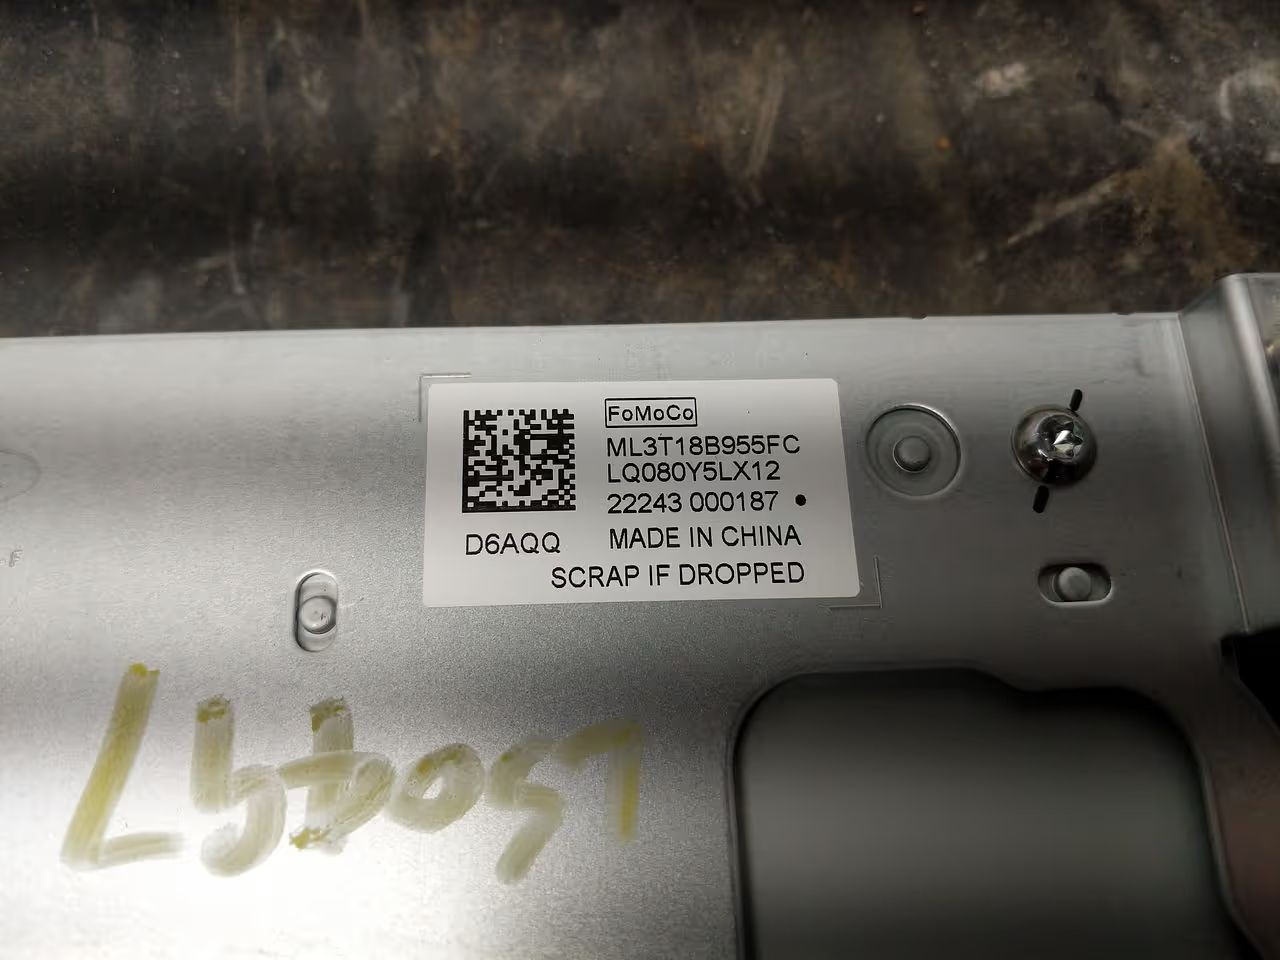 FoMoCo
ML3T18B955FC
LQ080Y5LX12
22243 000187
D6AQQ MADE IN CHINA
SCRAP IF DROPPED